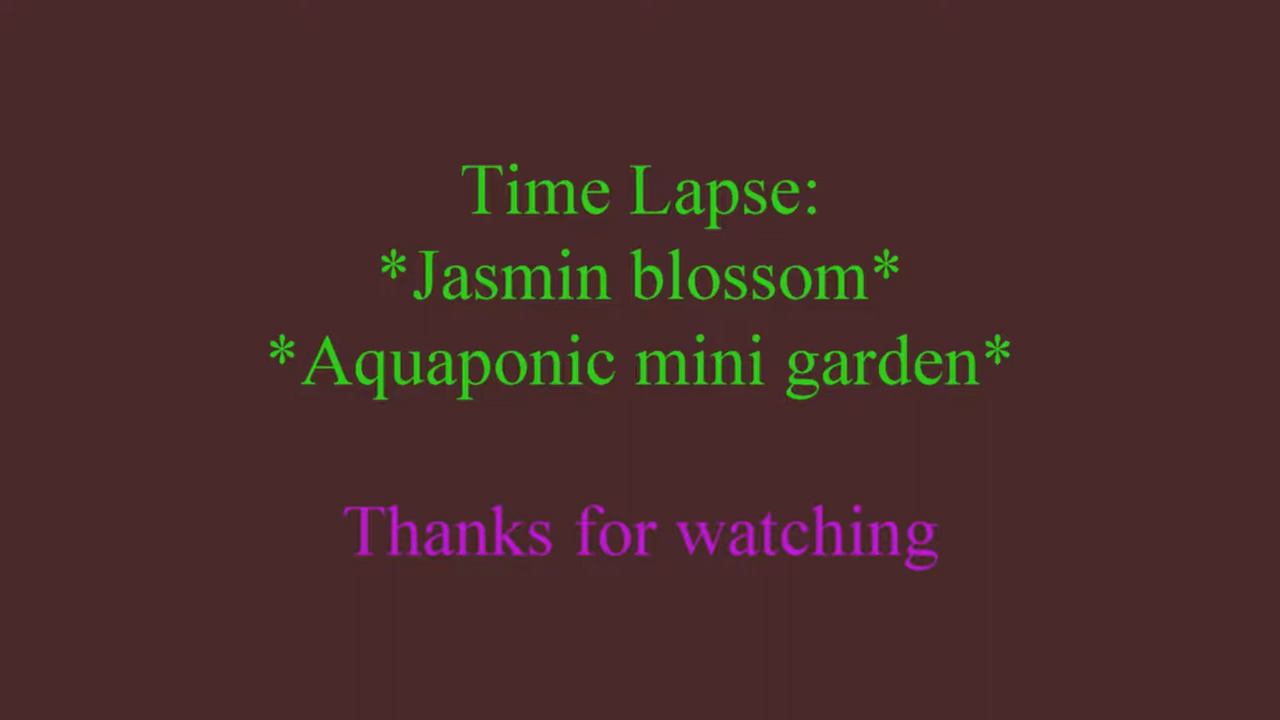 Time Lapse:
*Jasmin blossom*
*Aquaponic mini garden*
Thanks for watching